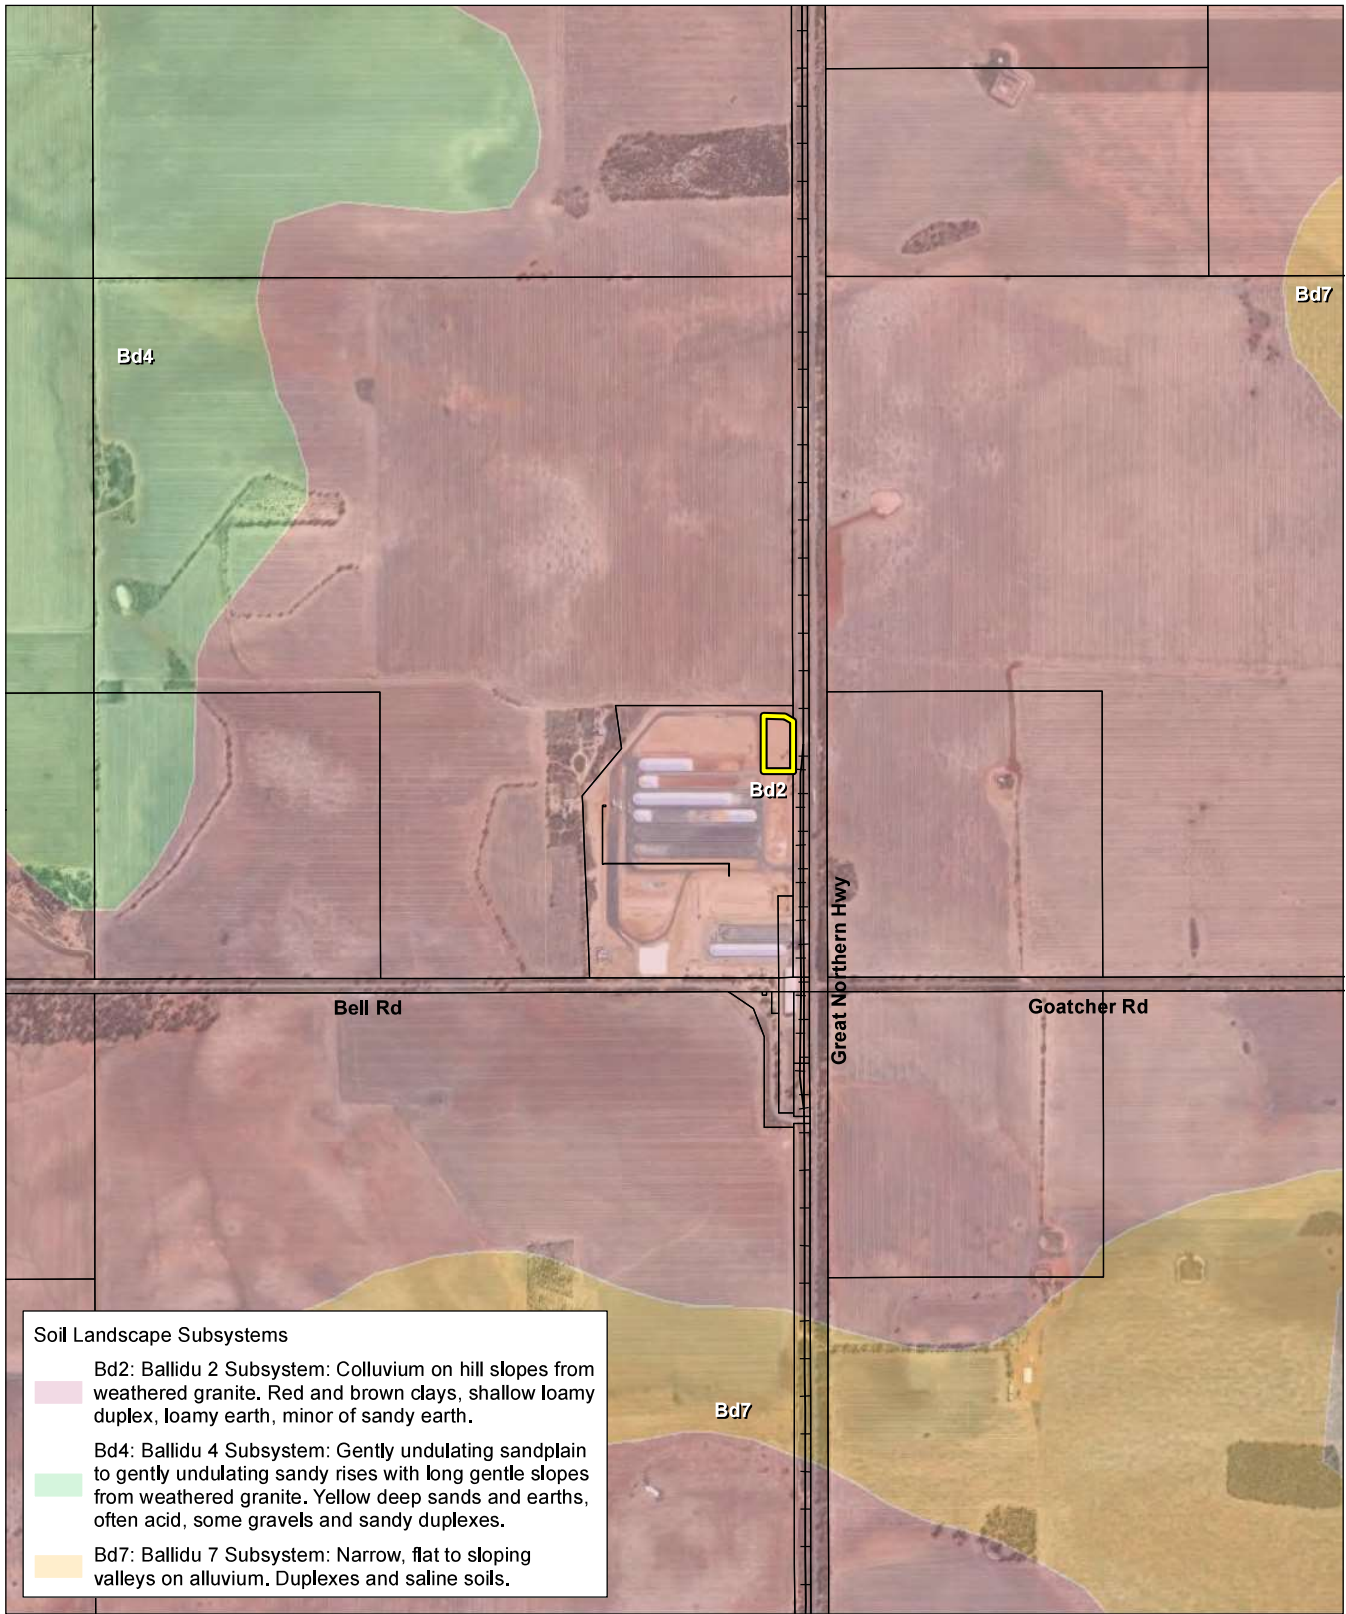 Bd7
Bd4
Bd2
Great Northern Hwy
Bell Rd
Goatcher Rd
Bd7
Soil Landscape Subsystems
Bd2: Ballidu 2 Subsystem: Colluvium on hill slopes from
weathered granite. Red and brown clays, shallow loamy
duplex, loamy earth, minor of sandy earth.
Bd4: Ballidu 4 Subsystem: Gently undulating sandplain
to gently undulating sandy rises with long gentle slopes
from weathered granite. Yellow deep sands and earths,
often acid, some gravels and sandy duplexes.
Bd7: Ballidu 7 Subsystem: Narrow, flat to sloping
valleys on alluvium. Duplexes and saline soils.